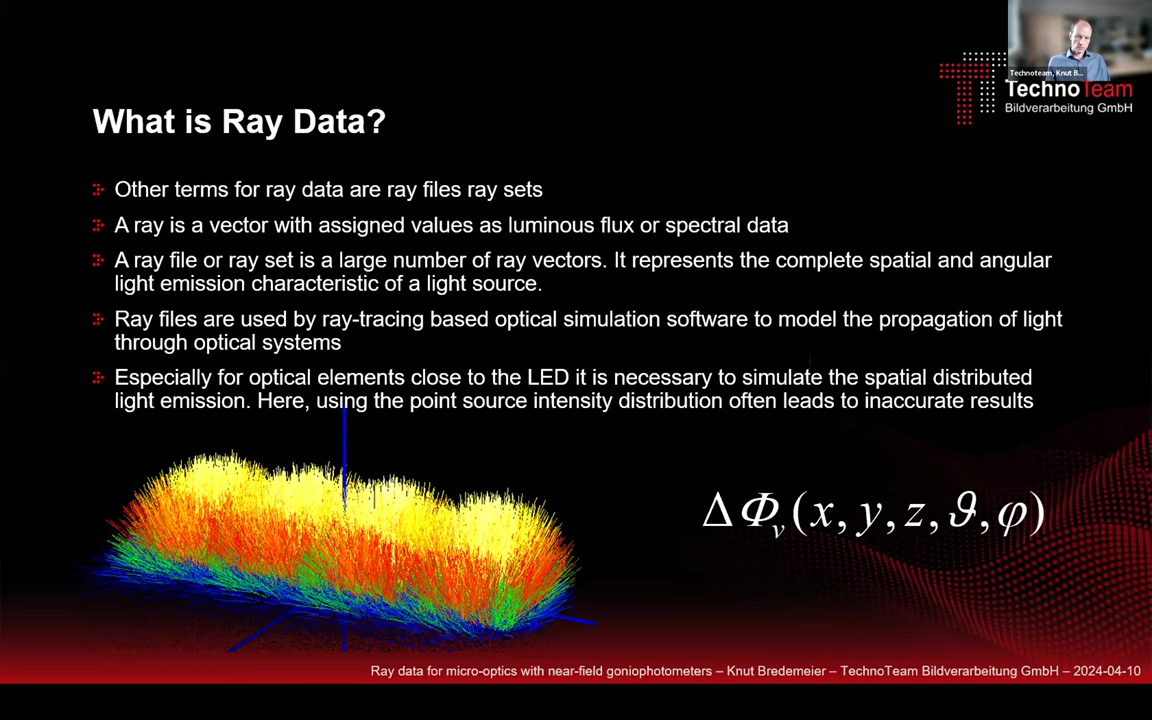 Technoteam, Knut B...
TechnoTeam
Bildverarbeitung GmbH
What is Ray Data?
Other terms for ray data are ray files ray sets
A ray is a vector with assigned values as luminous flux or spectral data
A ray file or ray set is a large number of ray vectors. It represents the complete spatial and angular
light emission characteristic of a light source.
Ray files are used by ray-tracing based optical simulation software to model the propagation of light
through optical systems
Especially for optical elements close to the LED it is necessary to simulate the spatial distributed
light emission. Here, using the point source intensity distribution often leads to inaccurate results
ΔΦv(x, y, z, ϑ, φ)
Ray data for micro-optics with near-field goniophotometers – Knut Bredemeier – TechnoTeam Bildverarbeitung GmbH – 2024-04-10